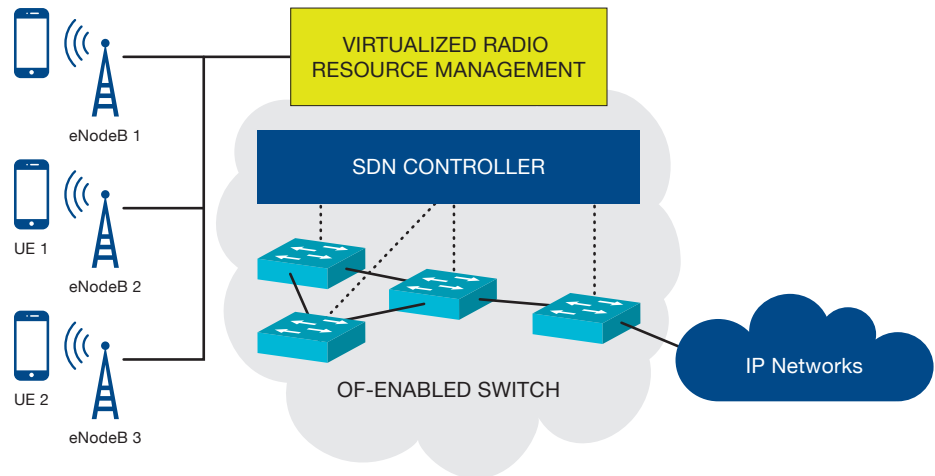 VIRTUALIZED RADIO
RESOURCE MANAGEMENT
eNodeB 1
SDN CONTROLLER
UE 1
eNodeB 2
IP Networks
OF-ENABLED SWITCH
UE 2
eNodeB 3